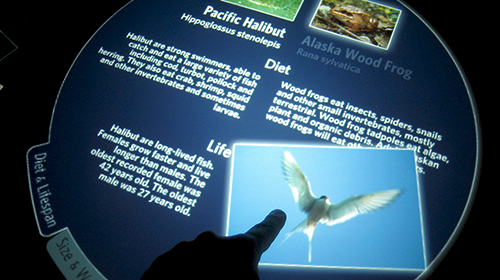 Pacific Halibut
Hippoglossus stenolepis
Halibut are strong swimmers, able to
catch and eat a large variety of fish
including cod, turbot, pollock and
herring. They also eat crab, shrimp, squid
and other invertebrates and sometimes
larvae.
Halibut are long-lived fish.
Females grow faster and live
longer than males. The
oldest recorded female was
42 years old. The oldest
male was 27 years old.
Alaska Wood Frog
Rana sylvatica
Diet
Wood frogs eat insects, spiders, snails
and other small invertebrates, mostly
terrestrial. Wood frog tadpoles eat algae,
plant and organic debris.
wood frogs will eat
Diet & Lifespan
Size &